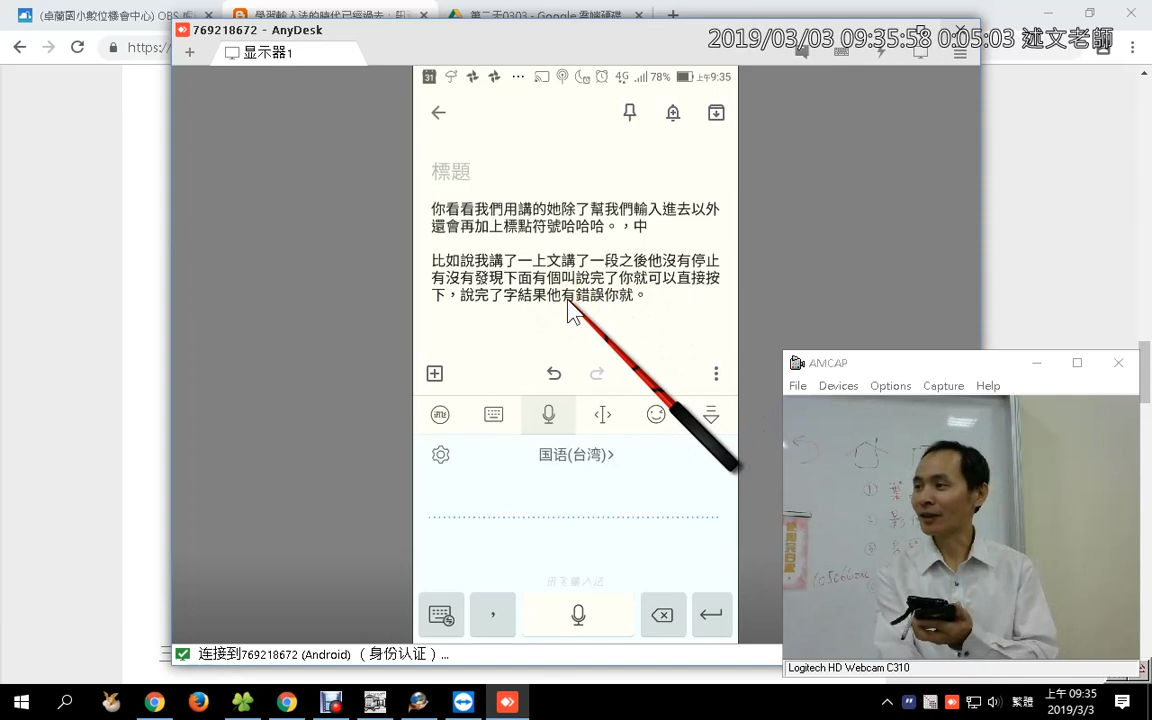 (卓蘭國小數位機會中心) OBS
學習輸入法的時代已經過去
第二天0303 - Google 雲端硬碟
https:/
769218672 - AnyDesk
2019/03/03 09:35:58 0:05:03 述文老師
显示器1
31
4G
78%
上午9:35
標題
你看看我們用講的她除了幫我們輸入進去以外
還會再加上標點符號哈哈哈。，中
比如說我講了一上文講了一段之後他沒有停止
有沒有發現下面有個叫說完了你就可以直接按
下，說完了字結果他有錯誤你就。
国语(台湾)>
讯飞输入法
，
连接到769218672 (Android) （身份认证）...
AMCAP
File Devices Options Capture Help
Logitech HD Webcam C310
繁體
上午 09:35
2019/3/3